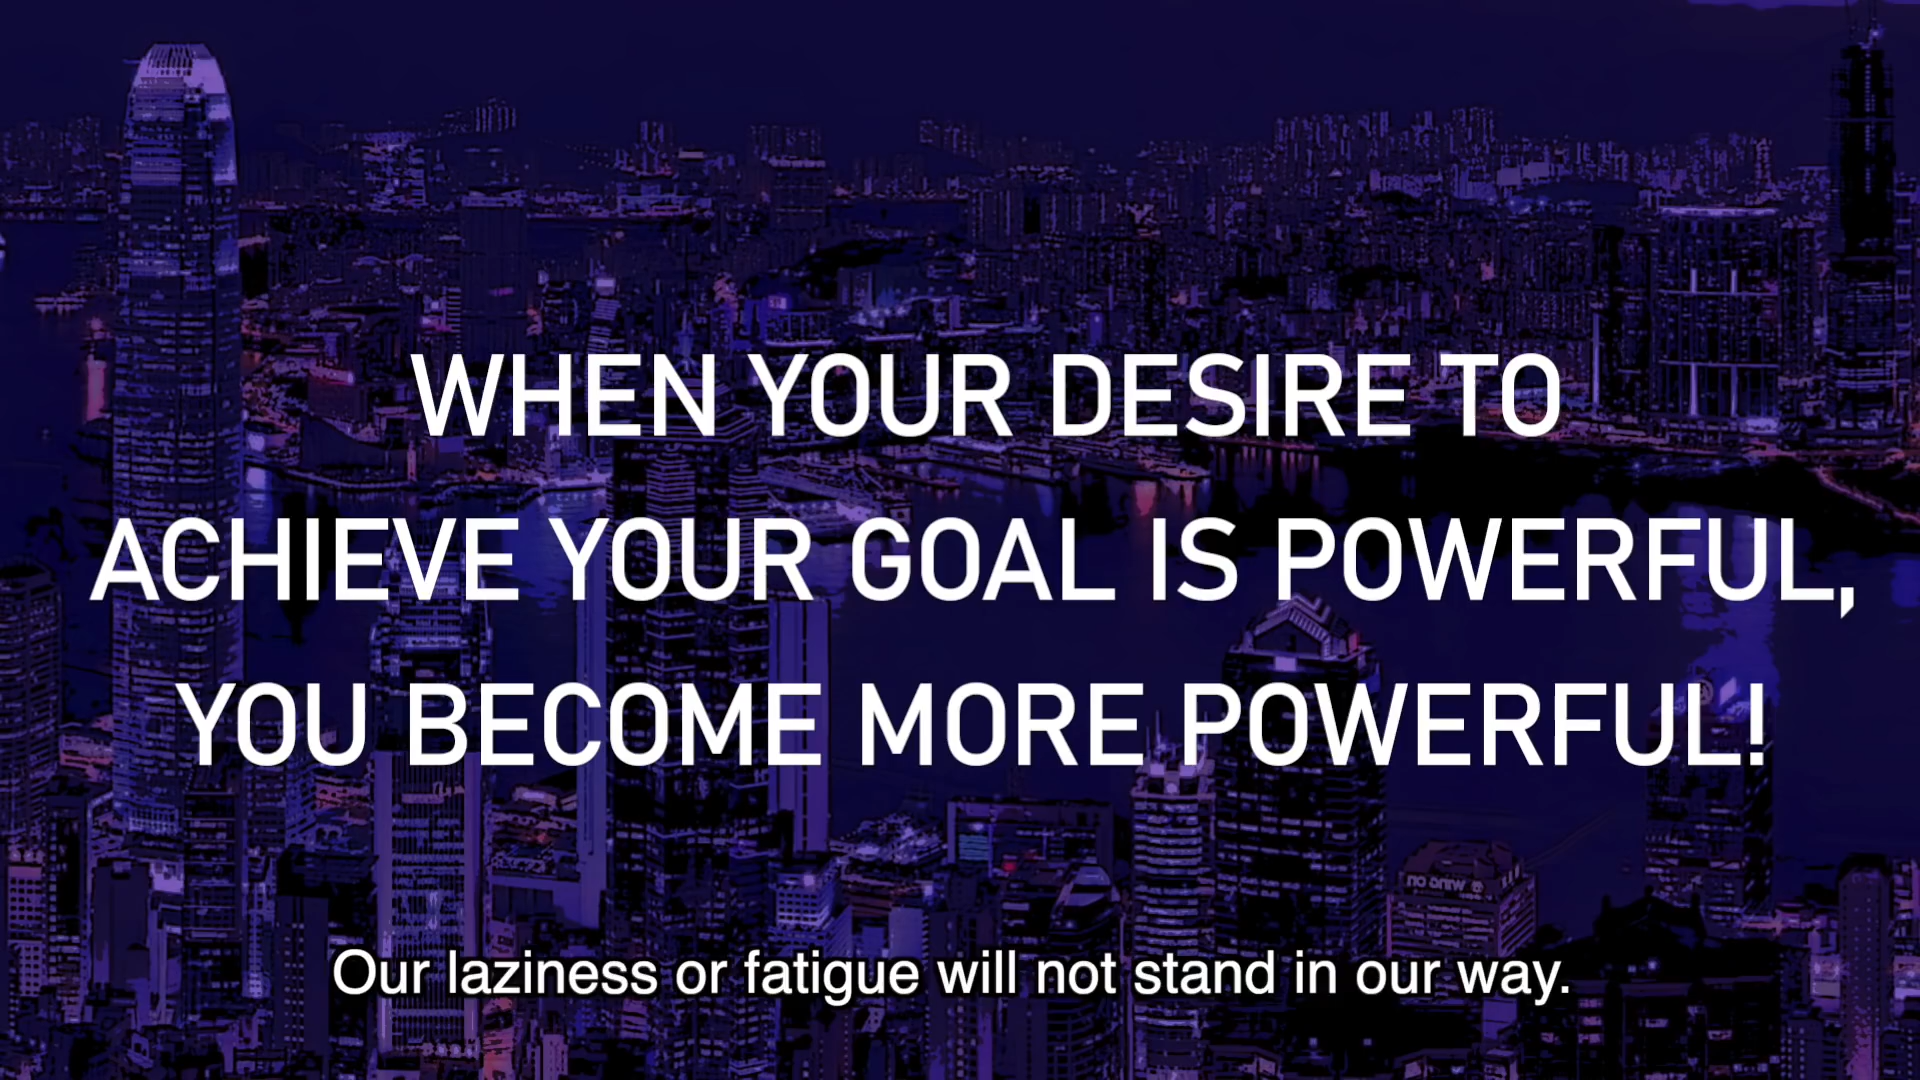 WHEN YOUR DESIRE TO
ACHIEVE YOUR GOAL IS POWERFUL,
YOU BECOME MORE POWERFUL!
Our laziness or fatigue will not stand in our way.